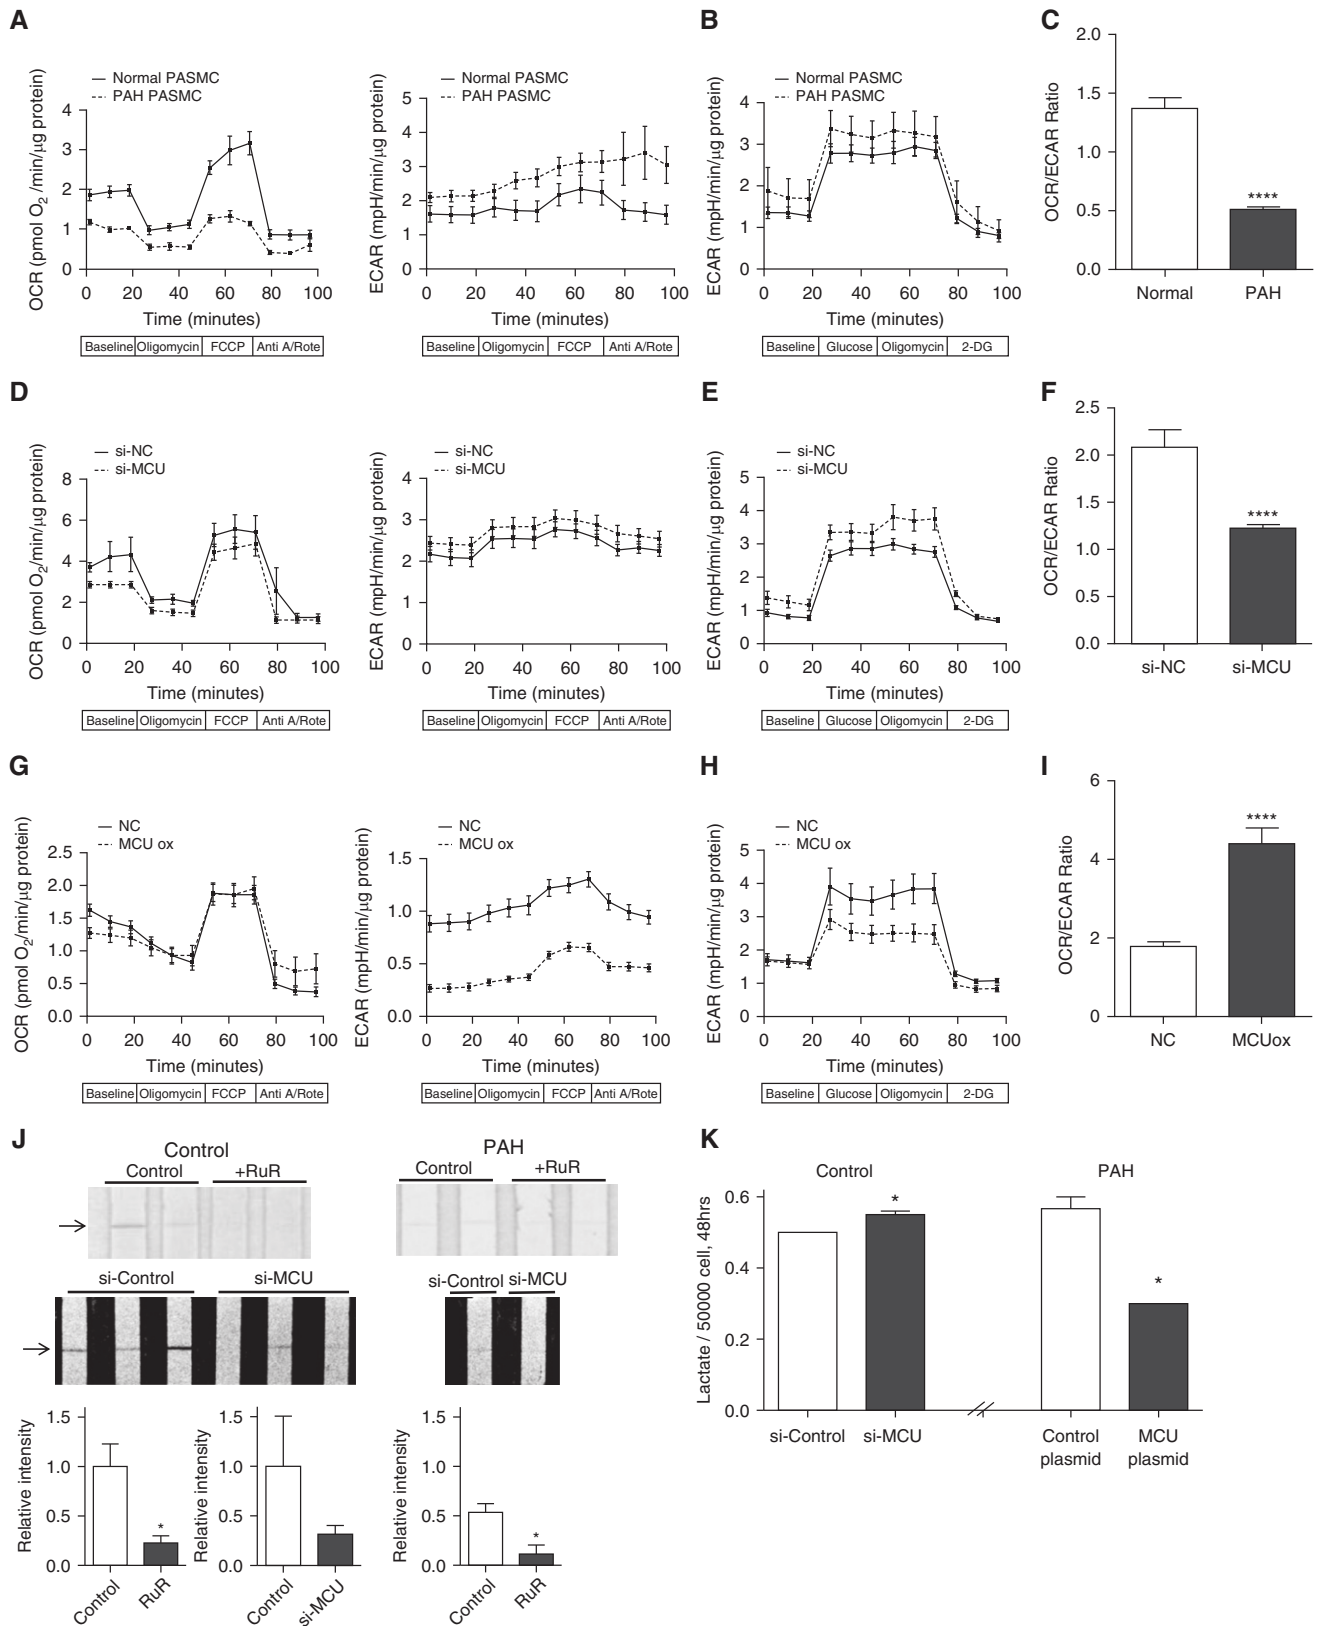 A
Normal PASMC
PAH PASMC
OCR (pmol O2/min/µg protein)
4
3
2
1
0
0 20 40 60 80 100
Time (minutes)
Baseline Oligomycin FCCP Anti A/Rote
Normal PASMC
PAH PASMC
ECAR (mpH/min/µg protein)
5
4
3
2
1
0
0 20 40 60 80 100
Time (minutes)
Baseline Oligomycin FCCP Anti A/Rote
B
Normal PASMC
PAH PASMC
ECAR (mpH/min/µg protein)
4
3
2
1
0
0 20 40 60 80 100
Time (minutes)
Baseline Glucose Oligomycin 2-DG
C
OCR/ECAR Ratio
2.0
1.5
1.0
0.5
0.0
****
Normal PAH
D
si-NC
si-MCU
OCR (pmol O2/min/µg protein)
8
6
4
2
0
0 20 40 60 80 100
Time (minutes)
Baseline Oligomycin FCCP Anti A/Rote
si-NC
si-MCU
ECAR (mpH/min/µg protein)
4
3
2
1
0
0 20 40 60 80 100
Time (minutes)
Baseline Oligomycin FCCP Anti A/Rote
E
si-NC
si-MCU
ECAR (mpH/min/µg protein)
5
4
3
2
1
0
0 20 40 60 80 100
Time (minutes)
Baseline Glucose Oligomycin 2-DG
F
OCR/ECAR Ratio
2.5
2.0
1.5
1.0
0.5
0.0
****
si-NC si-MCU
G
NC
MCU ox
OCR (pmol O2/min/µg protein)
2.5
2.0
1.5
1.0
0.5
0.0
0 20 40 60 80 100
Time (minutes)
Baseline Oligomycin FCCP Anti A/Rote
NC
MCU ox
ECAR (mpH/min/µg protein)
1.5
1.0
0.5
0.0
0 20 40 60 80 100
Time (minutes)
Baseline Oligomycin FCCP Anti A/Rote
H
NC
MCU ox
ECAR (mpH/min/µg protein)
5
4
3
2
1
0
0 20 40 60 80 100
Time (minutes)
Baseline Glucose Oligomycin 2-DG
I
OCR/ECAR Ratio
6
4
2
0
****
NC MCUox
J
Control
Control +RuR
PAH
Control +RuR
si-Control si-MCU
si-Control si-MCU
Relative intensity
1.5
1.0
0.5
0.0
*
Control RuR
Relative intensity
1.5
1.0
0.5
0.0
Control si-MCU
Relative intensity
1.5
1.0
0.5
0.0
*
Control RuR
K
Control PAH
Lactate / 50000 cell, 48hrs
0.6
0.4
0.2
0.0
*
*
si-Control si-MCU
Control plasmid
MCU plasmid